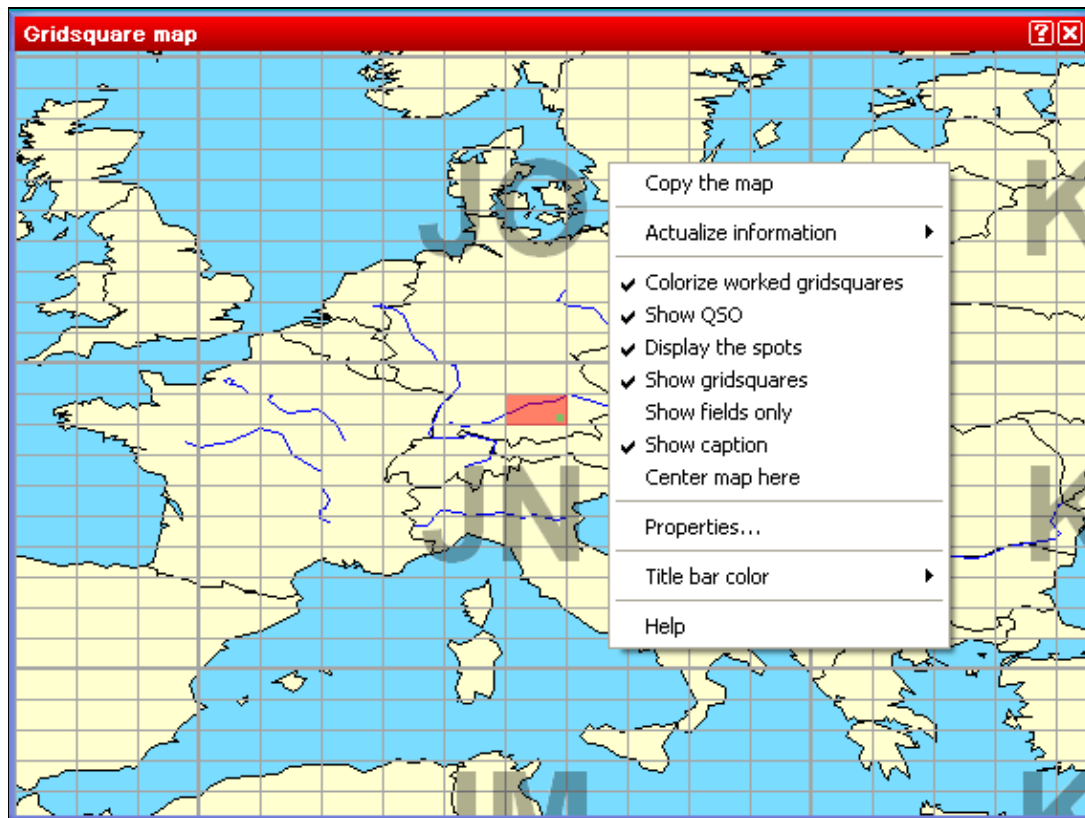 Gridsquare map
JO
K
Copy the map
Actualize information
Colorize worked gridsquares
Show QSO
Display the spots
Show gridsquares
Show fields only
Show caption
Center map here
Properties...
Title bar color
Help
JN
K
JM
K